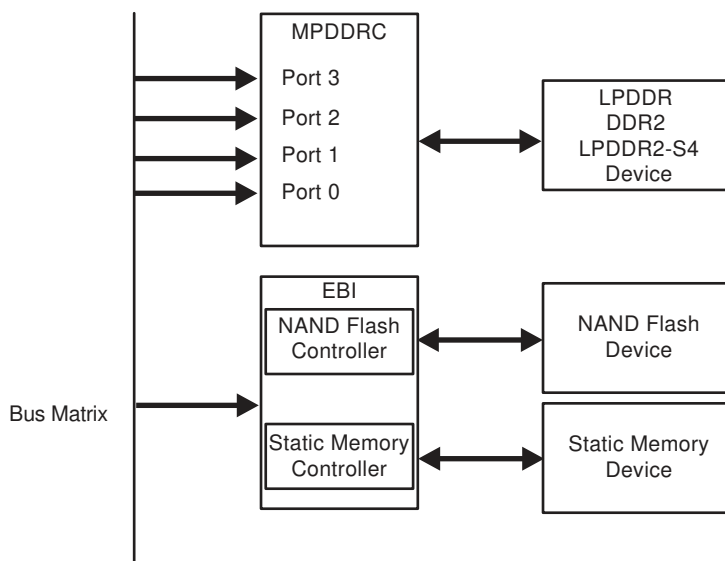 MPDDRC
Port 3
Port 2
Port 1
Port 0
LPDDR
DDR2
LPDDR2-S4
Device
EBI
NAND Flash
Controller
NAND Flash
Device
Bus Matrix
Static Memory
Controller
Static Memory
Device